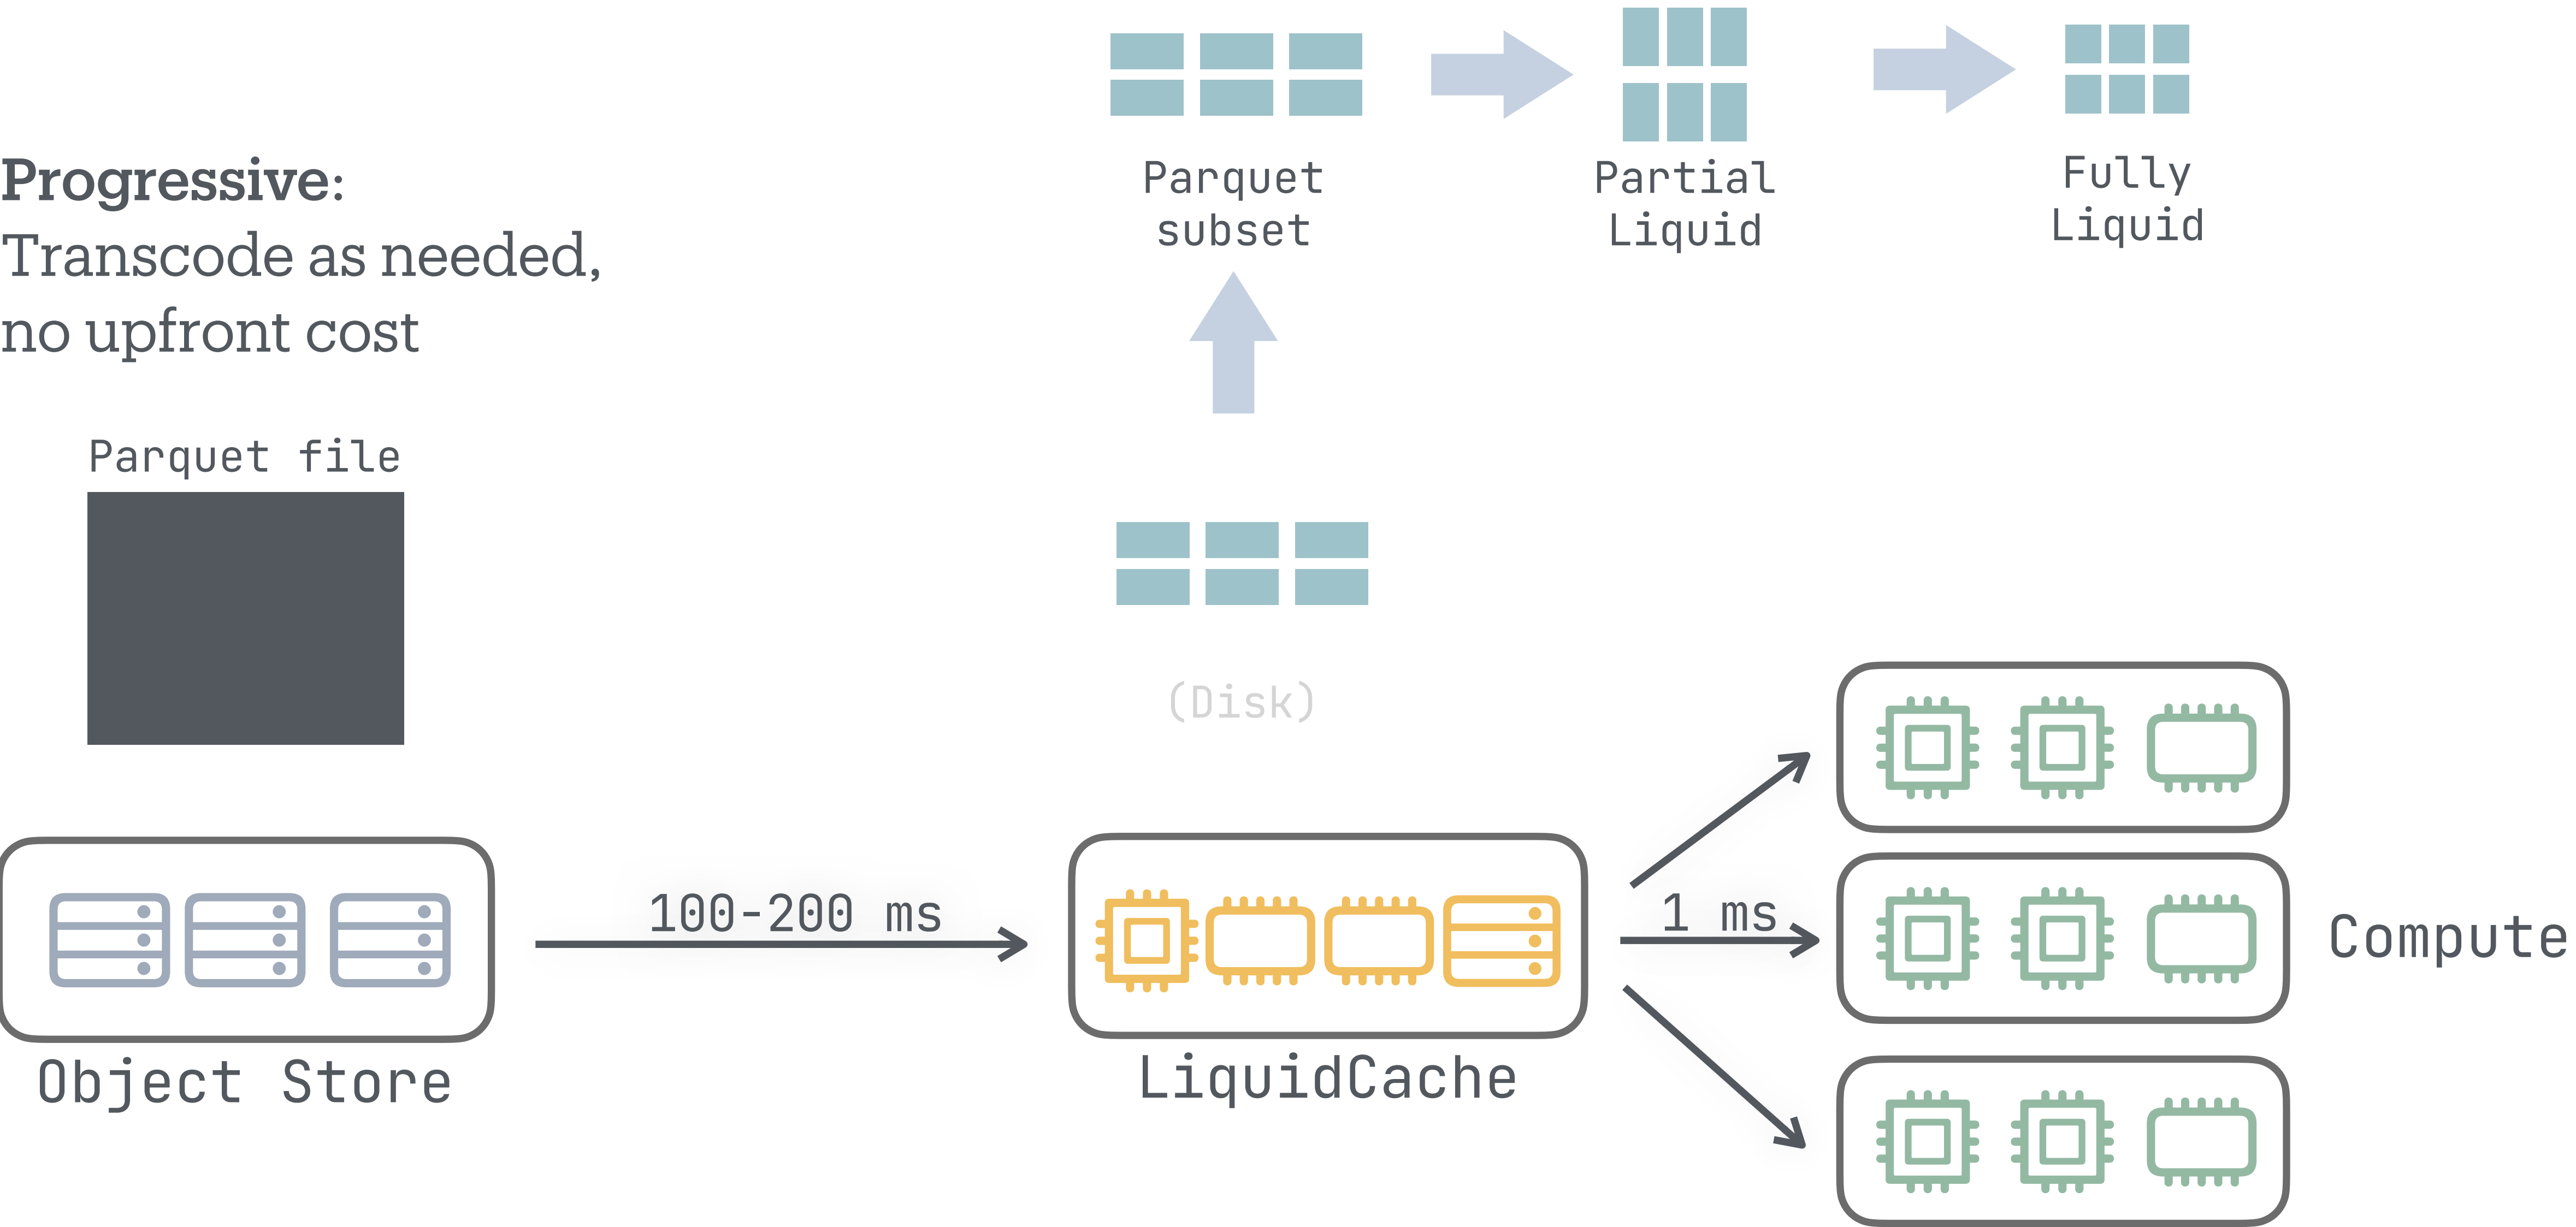 Progressive:
Transcode as needed,
no upfront cost
Parquet
subset
Partial
Liquid
Fully
Liquid
Parquet file
(Disk)
100-200 ms
1 ms
Object Store
LiquidCache
Compute